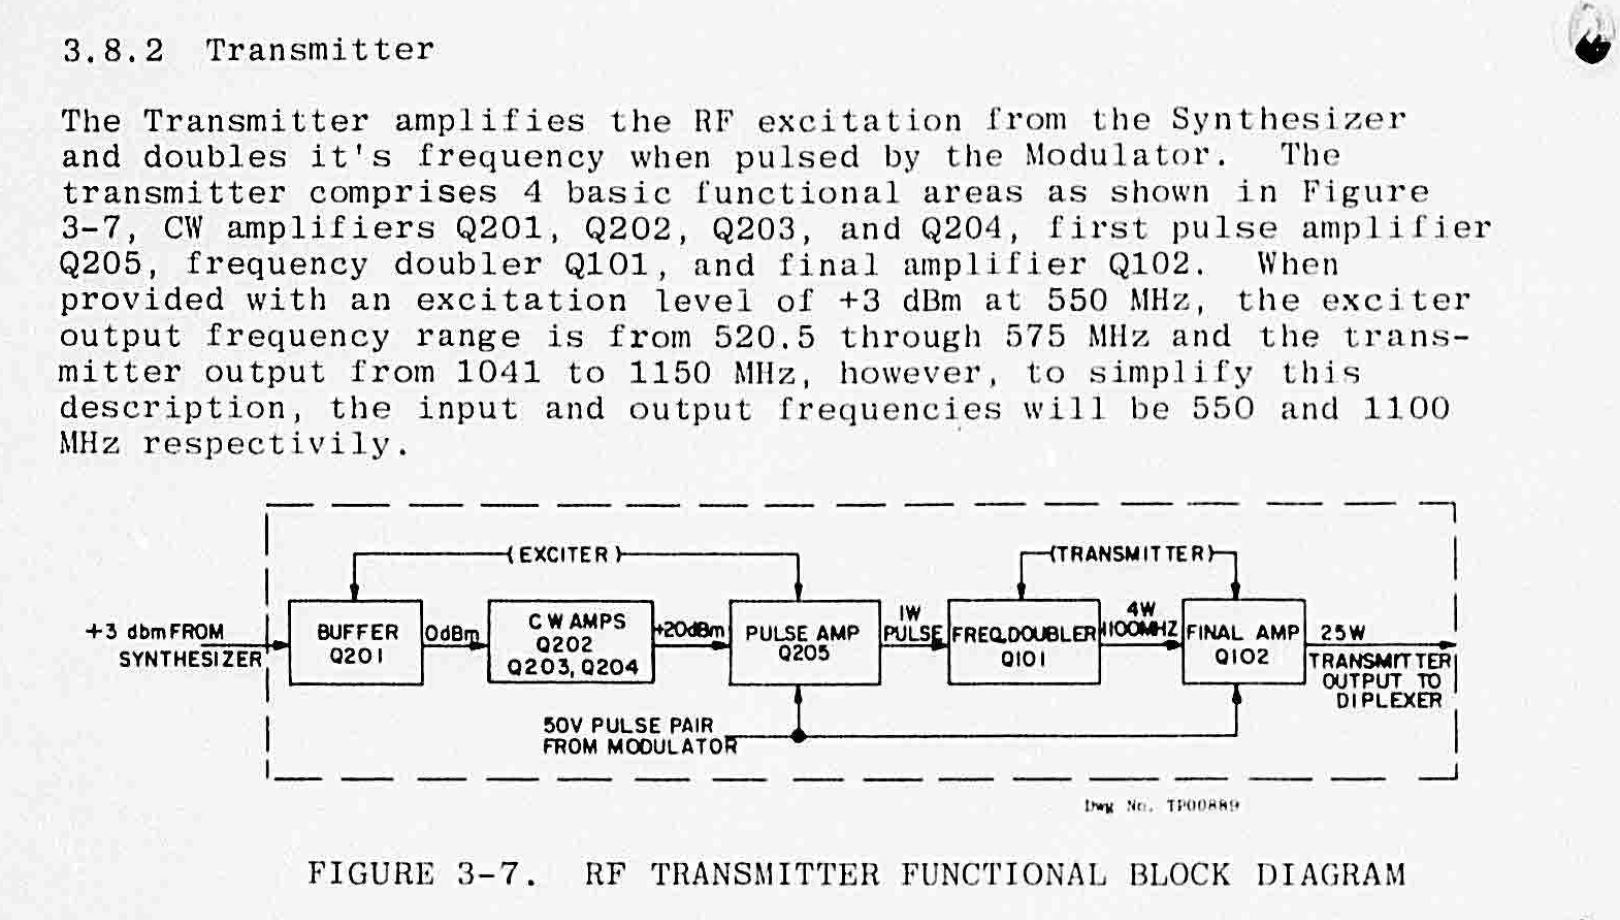 3.8.2 Transmitter
The Transmitter amplifies the RF excitation from the Synthesizer
and doubles it's frequency when pulsed by the Modulator. The
transmitter comprises 4 basic functional areas as shown in Figure
3-7, CW amplifiers Q201, Q202, Q203, and Q204, first pulse amplifier
Q205, frequency doubler Q101, and final amplifier Q102. When
provided with an excitation level of +3 dBm at 550 MHz, the exciter
output frequency range is from 520.5 through 575 MHz and the trans-
mitter output from 1041 to 1150 MHz, however, to simplify this
description, the input and output frequencies will be 550 and 1100
MHz respectivily.
(EXCITER)
(TRANSMITTER)
+3 dbm FROM
SYNTHESIZER
BUFFER
Q201
0dBm
CW AMPS
Q202
Q203, Q204
+20dBm
PULSE AMP
Q205
1W
PULSE
FREQ. DOUBLER
Q101
4W
1100MHZ
FINAL AMP
Q102
25W
TRANSMITTER
OUTPUT TO
DIPLEXER
50V PULSE PAIR
FROM MODULATOR
Dwg No. TP00889
FIGURE 3-7. RF TRANSMITTER FUNCTIONAL BLOCK DIAGRAM